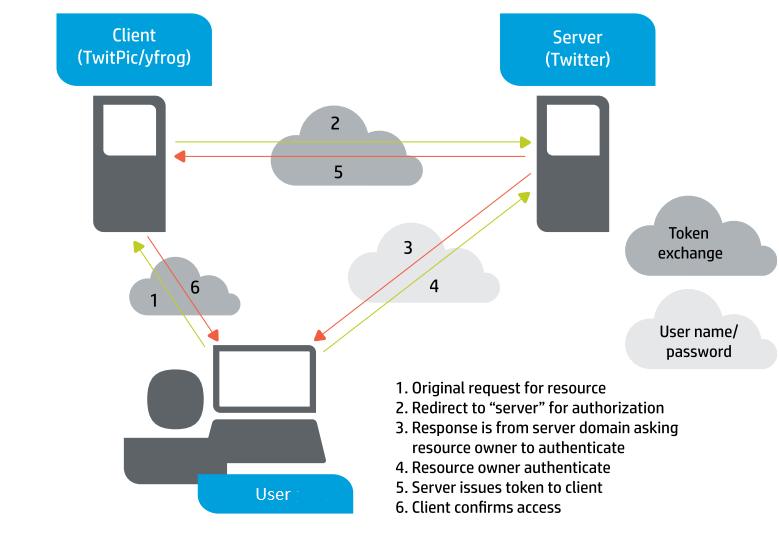 Client
(TwitPic/yfrog)
Server
(Twitter)
2
5
3
4
1
6
Token
exchange
User name/
password
1. Original request for resource
2. Redirect to “server” for authorization
3. Response is from server domain asking
resource owner to authenticate
4. Resource owner authenticate
5. Server issues token to client
6. Client confirms access
User